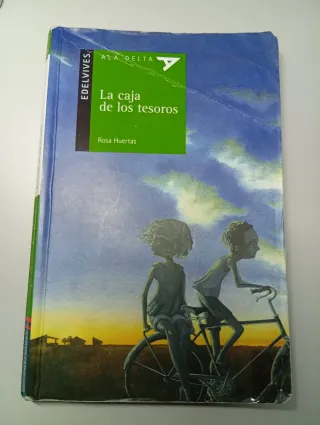 EDELVIVES
ALA DELTA
La caja
de los tesoros
Rosa Huertas